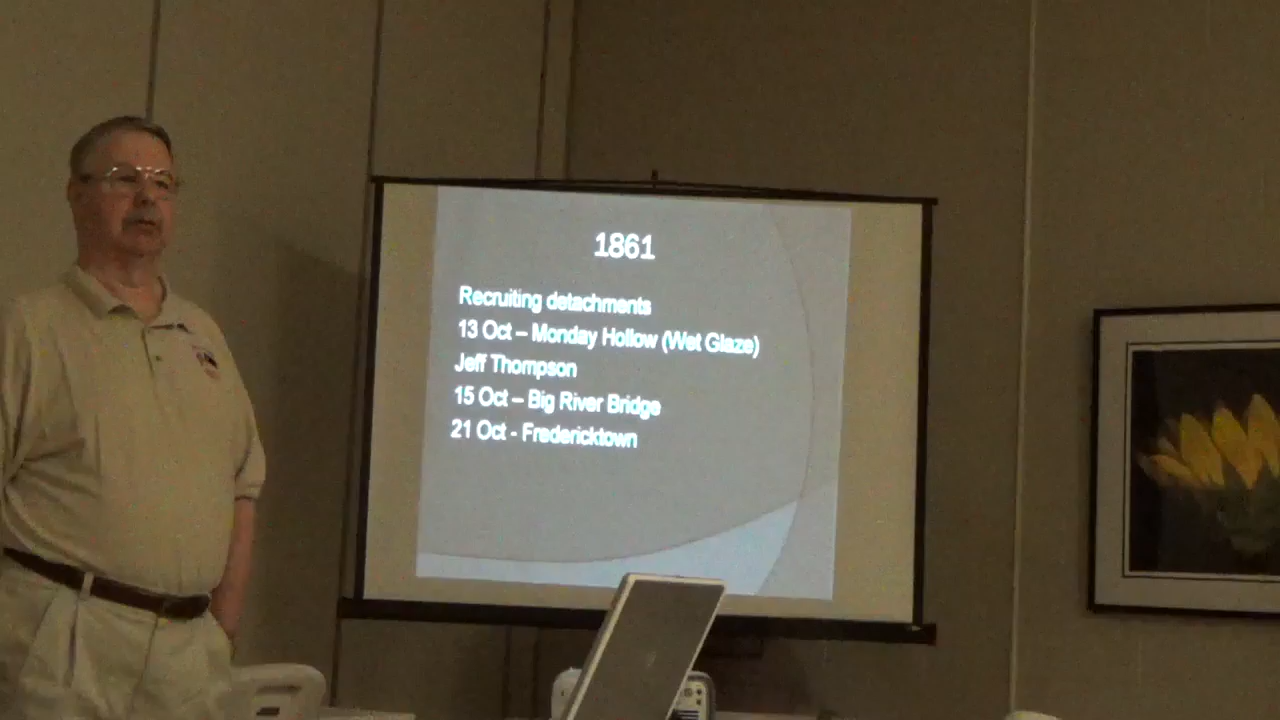 1861
Recruiting detachments
13 Oct – Monday Hollow (Wet Glaze)
Jeff Thompson
15 Oct – Big River Bridge
21 Oct - Fredericktown